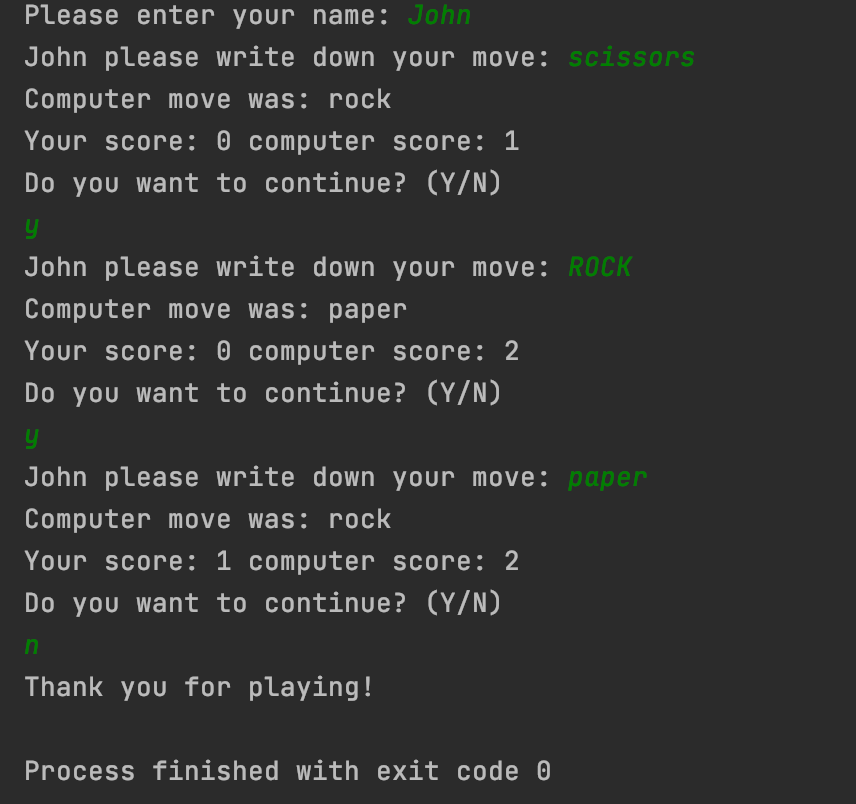 Please enter your name: John
John please write down your move: scissors
Computer move was: rock
Your score: 0 computer score: 1
Do you want to continue? (Y/N)
y
John please write down your move: ROCK
Computer move was: paper
Your score: 0 computer score: 2
Do you want to continue? (Y/N)
y
John please write down your move: paper
Computer move was: rock
Your score: 1 computer score: 2
Do you want to continue? (Y/N)
n
Thank you for playing!
Process finished with exit code 0